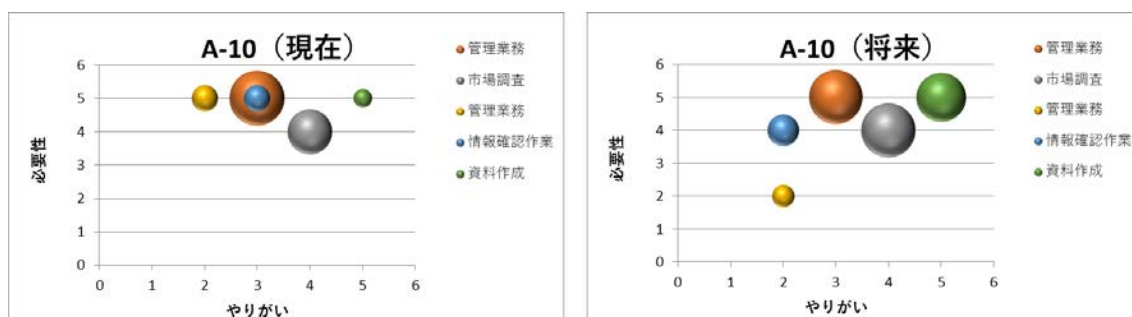 A-10（現在）
管理業務
市場調査
管理業務
情報確認作業
資料作成
必要性
6
5
4
3
2
1
0
0 1 2 3 4 5 6
やりがい
A-10（将来）
管理業務
市場調査
管理業務
情報確認作業
資料作成
必要性
6
5
4
3
2
1
0
0 1 2 3 4 5 6
やりがい